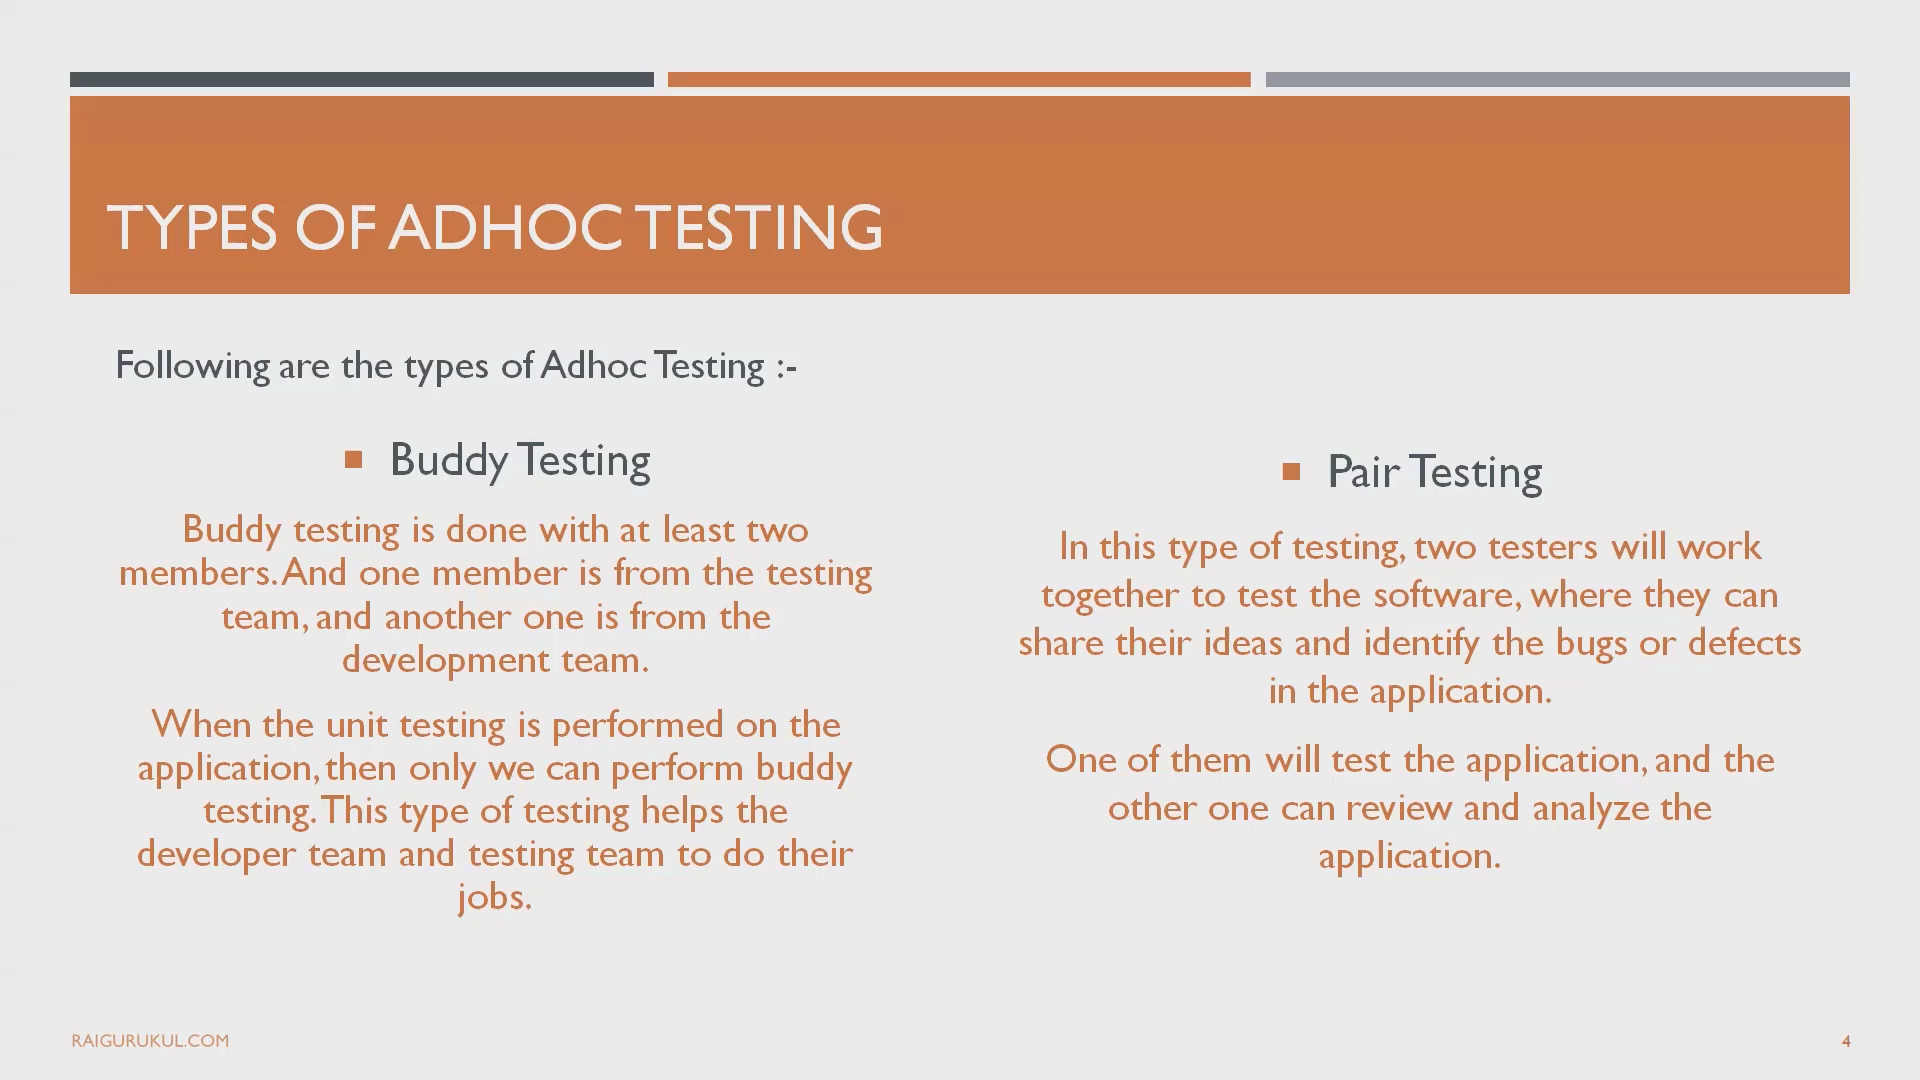 TYPES OF ADHOC TESTING
Following are the types of Adhoc Testing :-
Buddy Testing
Buddy testing is done with at least two
members. And one member is from the testing
team, and another one is from the
development team.
When the unit testing is performed on the
application, then only we can perform buddy
testing. This type of testing helps the
developer team and testing team to do their
jobs.
Pair Testing
In this type of testing, two testers will work
together to test the software, where they can
share their ideas and identify the bugs or defects
in the application.
One of them will test the application, and the
other one can review and analyze the
application.
RAIGURUKUL.COM
4